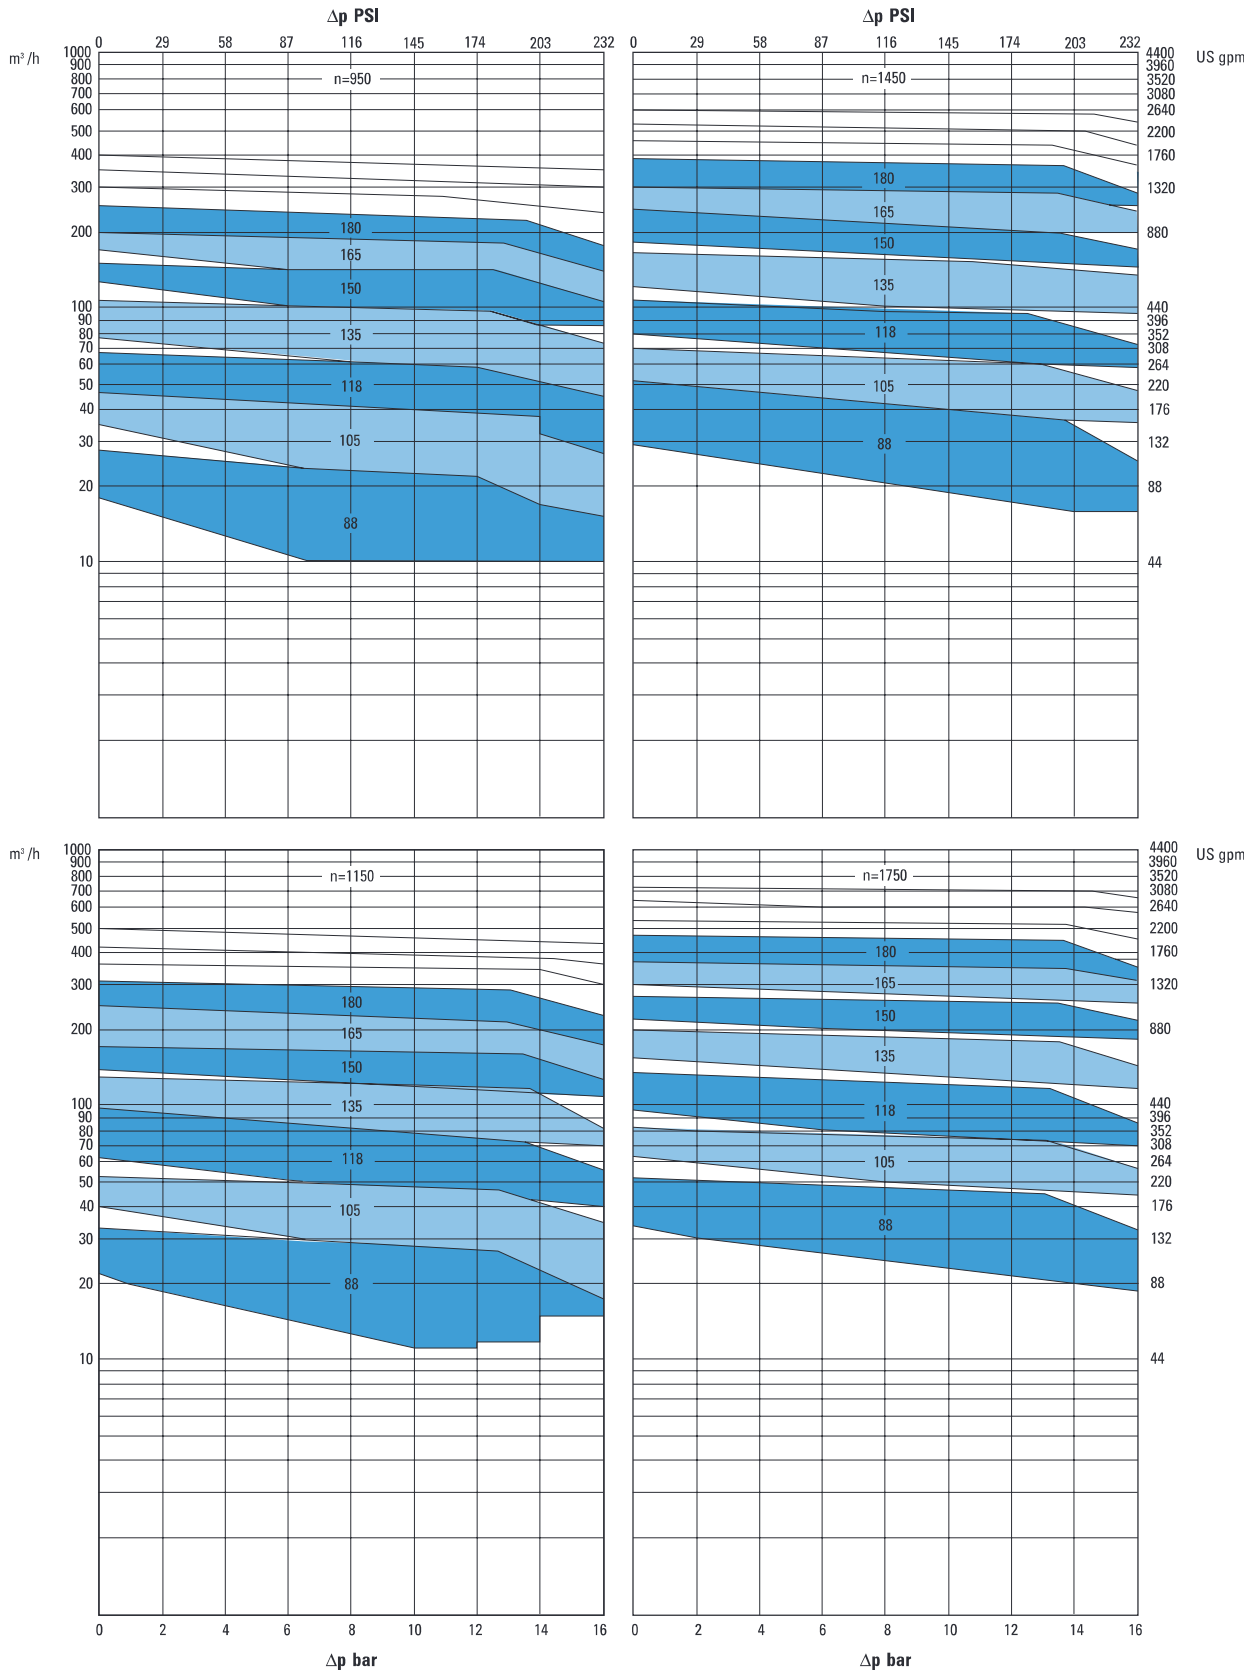 Δp PSI Δp PSI
0 29 58 87 116 145 174 203 232 0 29 58 87 116 145 174 203 232
m³/h 1000 4400 US gpm
900 3960
800 n=950 n=1450 3520
700 3080
600 2640
500 2200
400 1760
300 180 1320
165
200 180 880
165 150
150 135
100 440
90 396
80 135 118 352
70 308
60 264
50 118 105 220
40 176
30 105 88 132
20 88
88
10 44
m³/h 1000 4400 US gpm
900 3960
800 n=1150 n=1750 3520
700 3080
600 2640
500 2200
400 180 1760
300 165 1320
180
200 165 150 880
150 135
100 135 118 440
90 396
80 352
70 308
60 118 105 264
50 220
40 105 176
30 88 132
20 88 88
10 44
0 2 4 6 8 10 12 14 16 0 2 4 6 8 10 12 14 16
Δp bar Δp bar